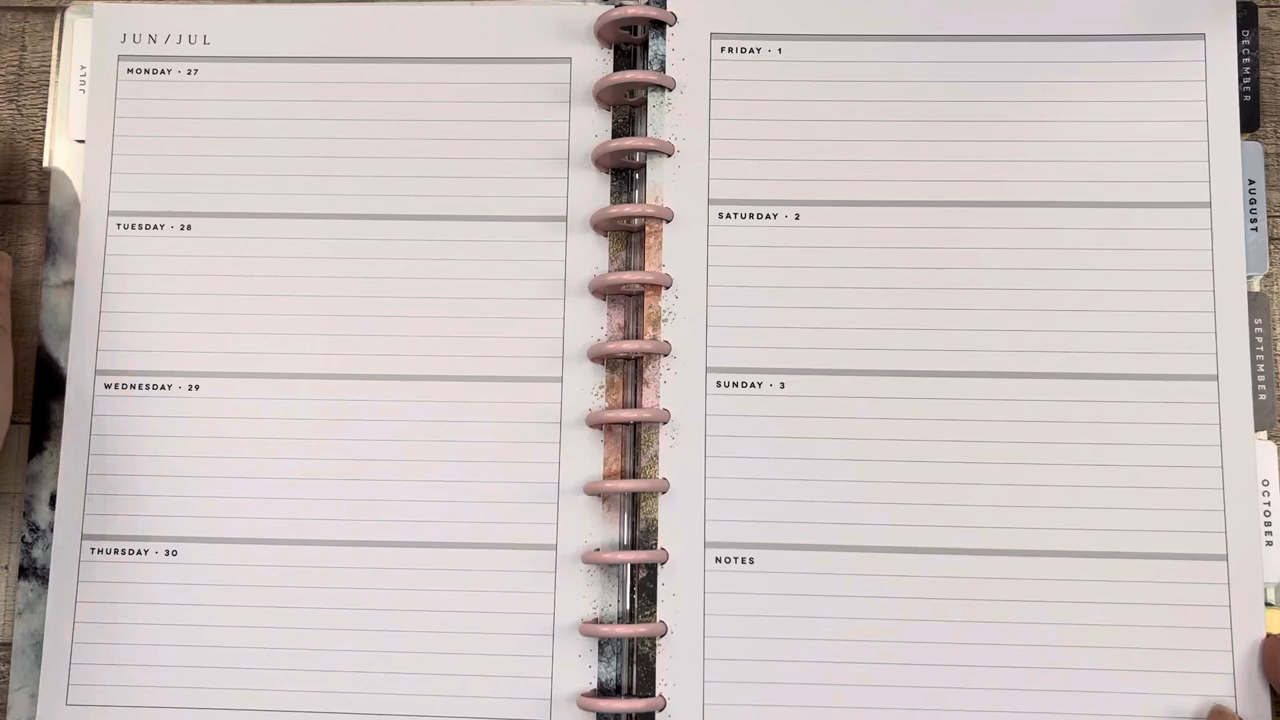 JUN/JUL
MONDAY • 27
TUESDAY • 28
WEDNESDAY • 29
THURSDAY • 30
FRIDAY • 1
SATURDAY • 2
SUNDAY • 3
NOTES
JULY
DECEMBER
AUGUST
SEPTEMBER
OCTOBER